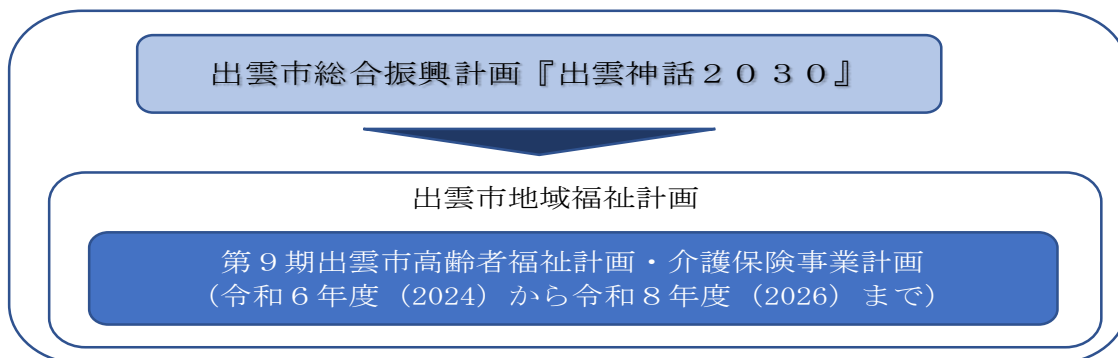 出雲市総合振興計画『出雲神話２０３０』
出雲市地域福祉計画
第９期出雲市高齢者福祉計画・介護保険事業計画
（令和６年度（2024）から令和８年度（2026）まで）